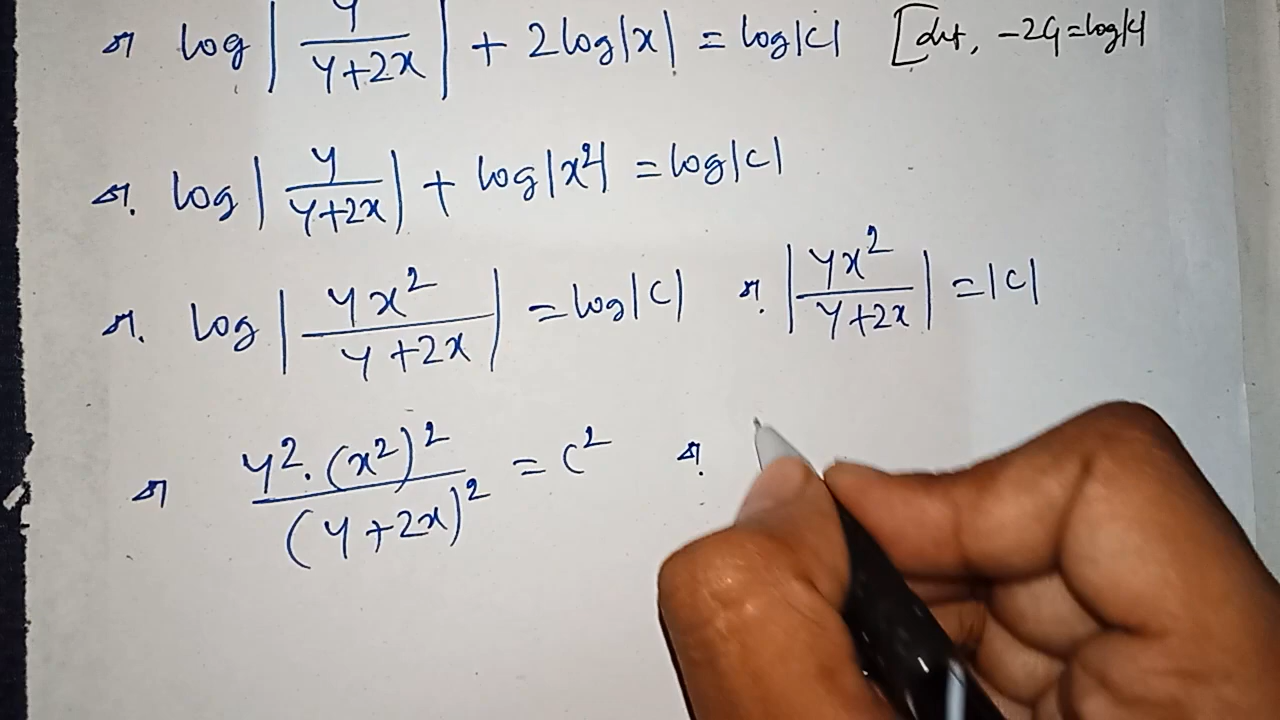 বা log|y/(y+2x)| + 2log|x| = log|c| [ধরি, -2c₁=log|c|
বা. log|y/(y+2x)| + log|x²| = log|c|
বা. log|yx²/(y+2x)| = log|c| বা. |yx²/(y+2x)| = |c|
বা y².(x²)²/(y+2x)² = c² বা.